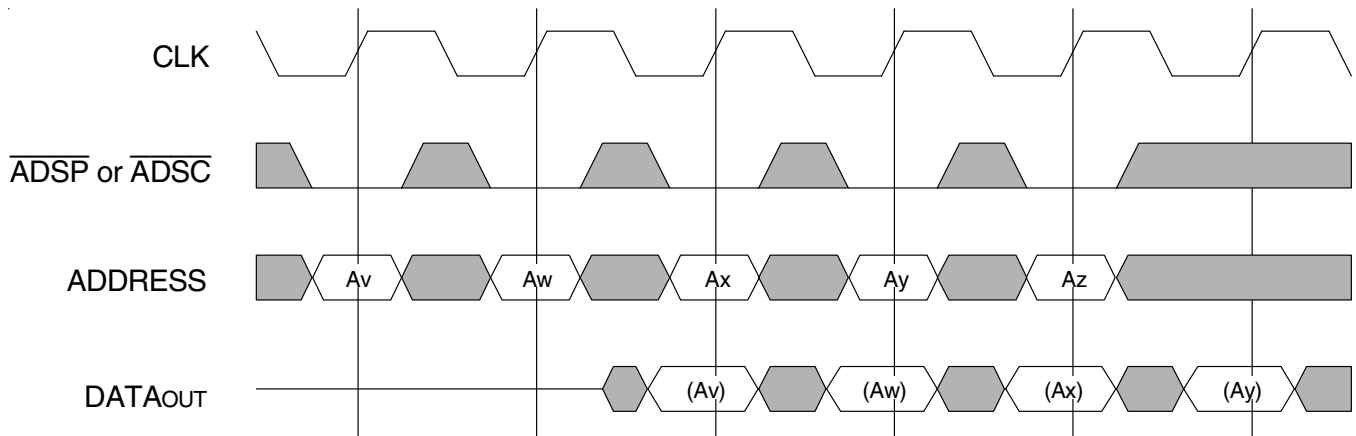 CLK
ADSP or ADSC
ADDRESS
Av Aw Ax Ay Az
DATAOUT
(Av) (Aw) (Ax) (Ay)